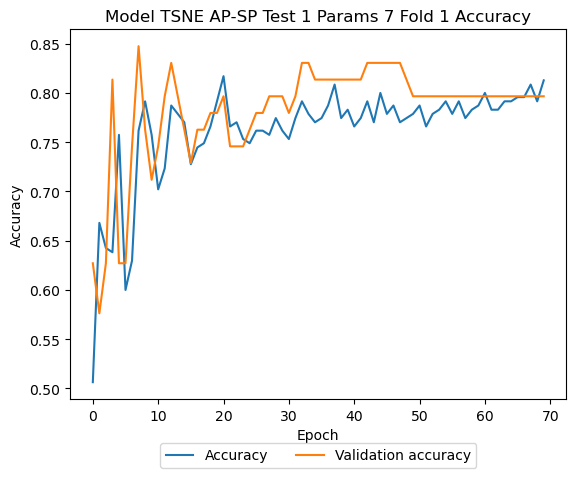 Model TSNE AP-SP Test 1 Params 7 Fold 1 Accuracy
0.85
0.80
0.75
0.70
0.65
0.60
0.55
0.50
Accuracy
0 10 20 30 40 50 60 70
Epoch
Accuracy Validation accuracy